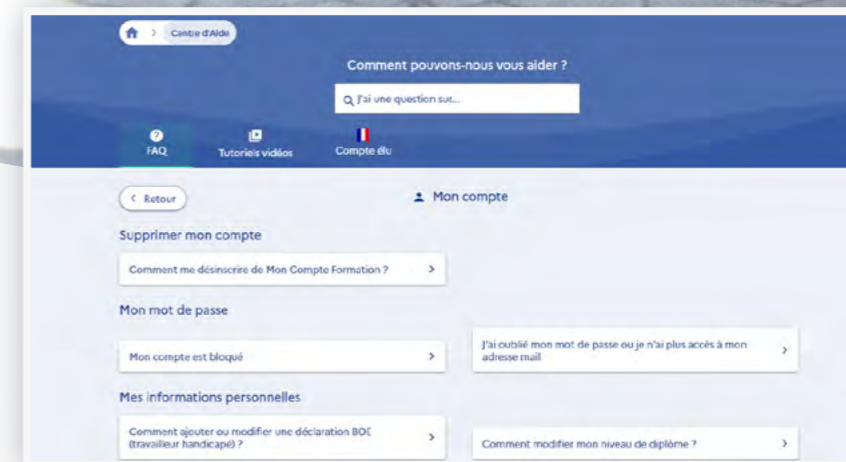 Centre d'Aide
Comment pouvons-nous vous aider ?
J'ai une question sur...
FAQ
Tutoriels vidéos
Compte élu
Retour
Mon compte
Supprimer mon compte
Comment me désinscrire de Mon Compte Formation ?
Mon mot de passe
Mon compte est bloqué
J'ai oublié mon mot de passe ou je n'ai plus accès à mon
adresse mail
Mes informations personnelles
Comment ajouter ou modifier une déclaration BOE
(travailleur handicapé) ?
Comment modifier mon niveau de diplôme ?